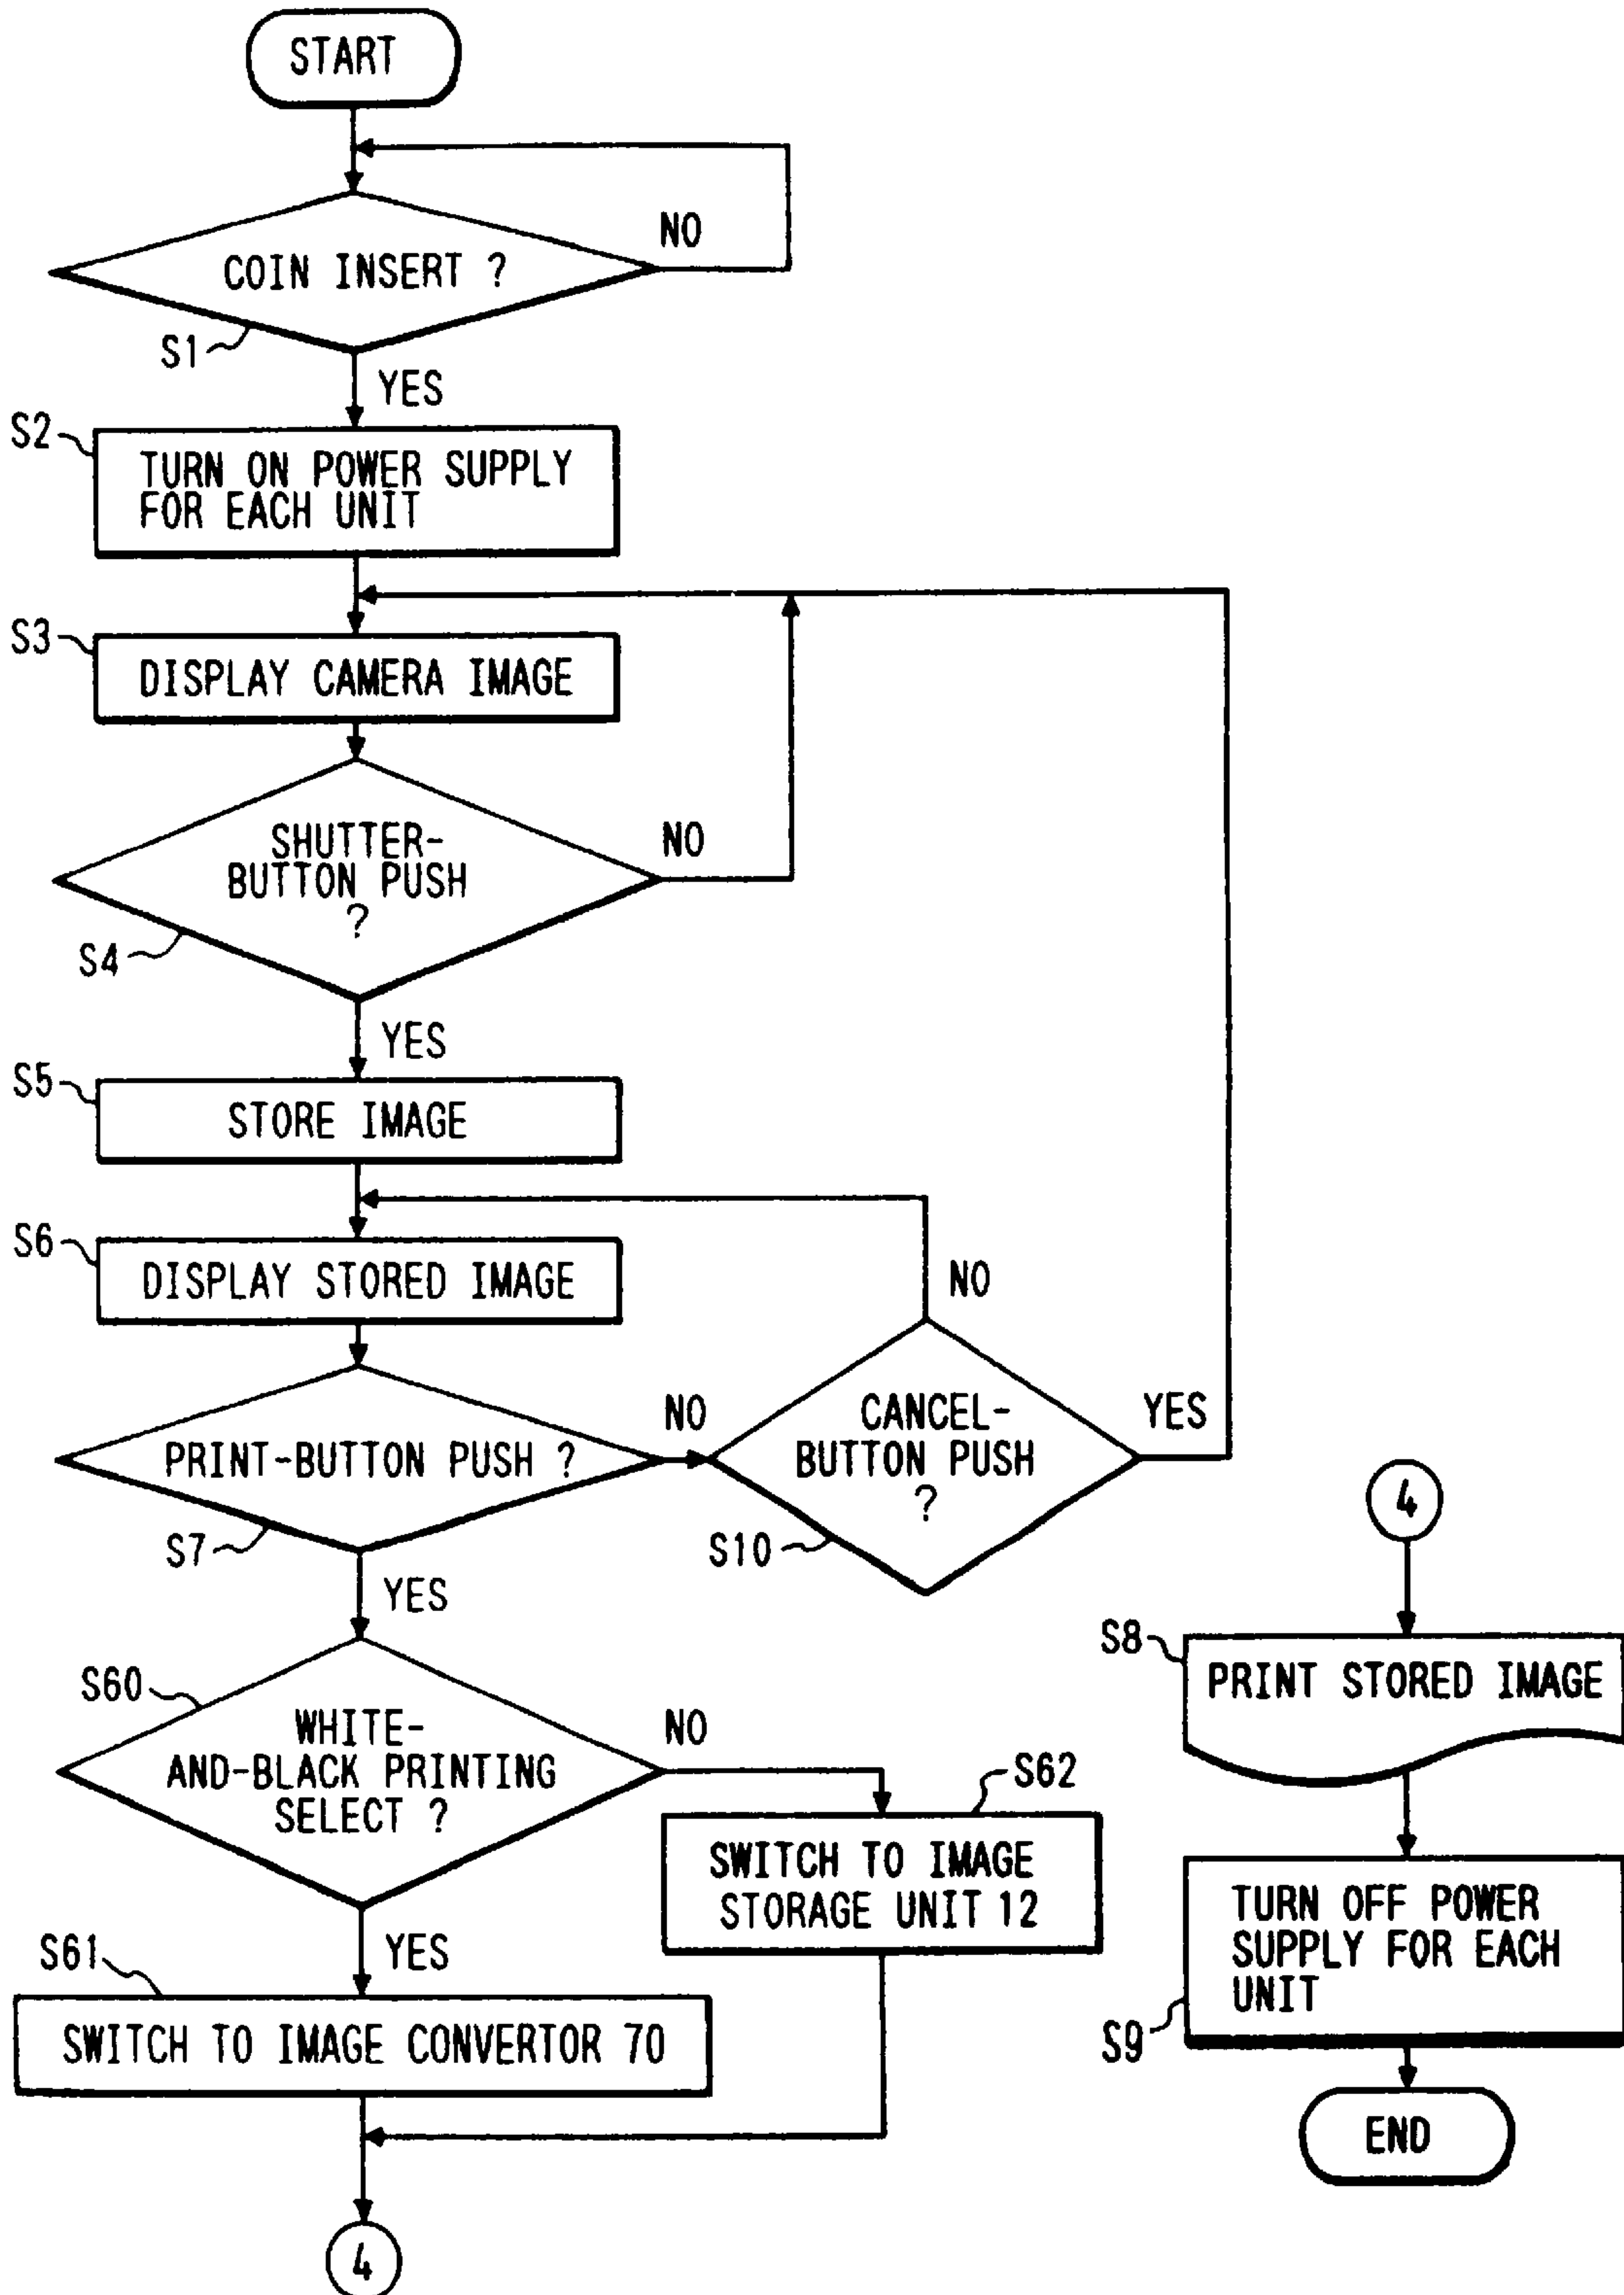 START
COIN INSERT ?
NO
S1
YES
S2
TURN ON POWER SUPPLY
FOR EACH UNIT
S3
DISPLAY CAMERA IMAGE
SHUTTER-
BUTTON PUSH
?
NO
S4
YES
S5
STORE IMAGE
S6
DISPLAY STORED IMAGE
NO
PRINT-BUTTON PUSH ?
NO
S7
CANCEL-
BUTTON PUSH
?
YES
S10
YES
S60
WHITE-
AND-BLACK PRINTING
SELECT ?
NO
S62
SWITCH TO IMAGE
STORAGE UNIT 12
YES
S61
SWITCH TO IMAGE CONVERTOR 70
4
4
S8
PRINT STORED IMAGE
TURN OFF POWER
SUPPLY FOR EACH
UNIT
S9
END